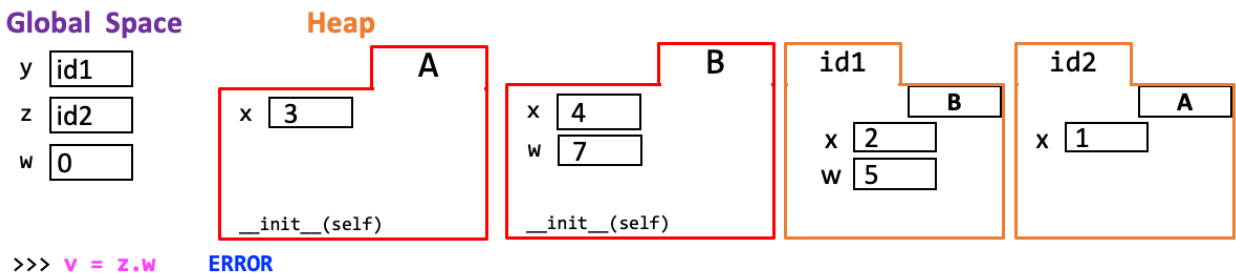 Global Space
Heap
y id1
z id2
w 0
A
x 3
__init__(self)
B
x 4
w 7
__init__(self)
id1
B
x 2
w 5
id2
A
x 1
>>> v = z.w ERROR